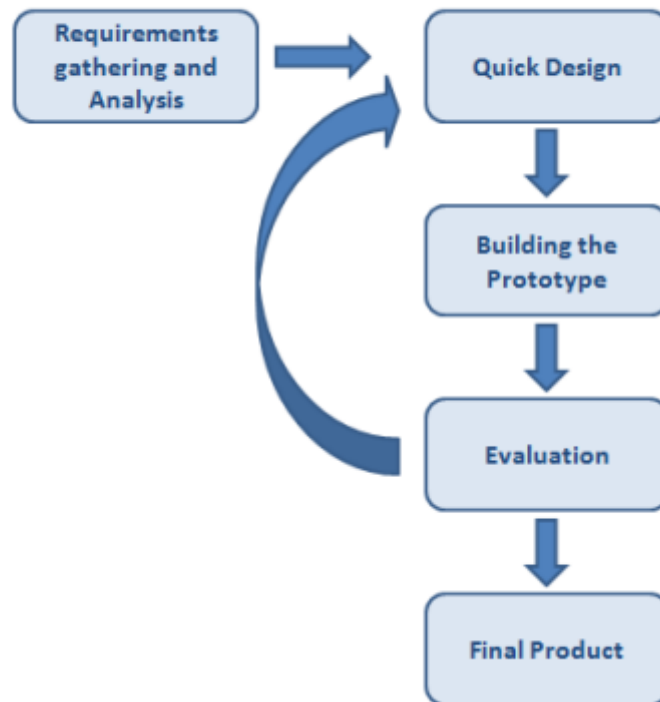 Requirements
gathering and
Analysis
Quick Design
Building the
Prototype
Evaluation
Final Product